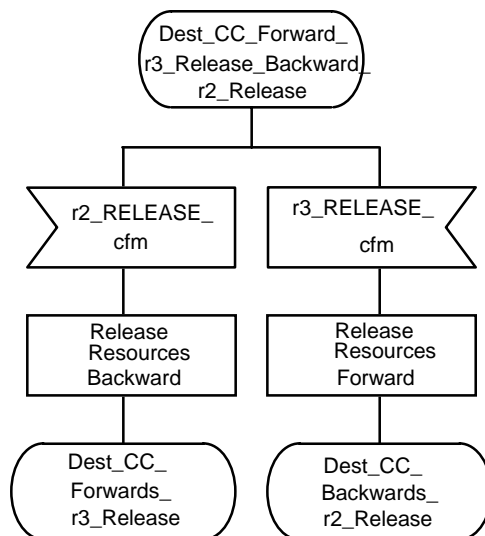 Dest_CC_Forward_
r3_Release_Backward_
r2_Release
r2_RELEASE_
cfm
r3_RELEASE_
cfm
Release
Resources
Backward
Release
Resources
Forward
Dest_CC_
Forwards_
r3_Release
Dest_CC_
Backwards_
r2_Release